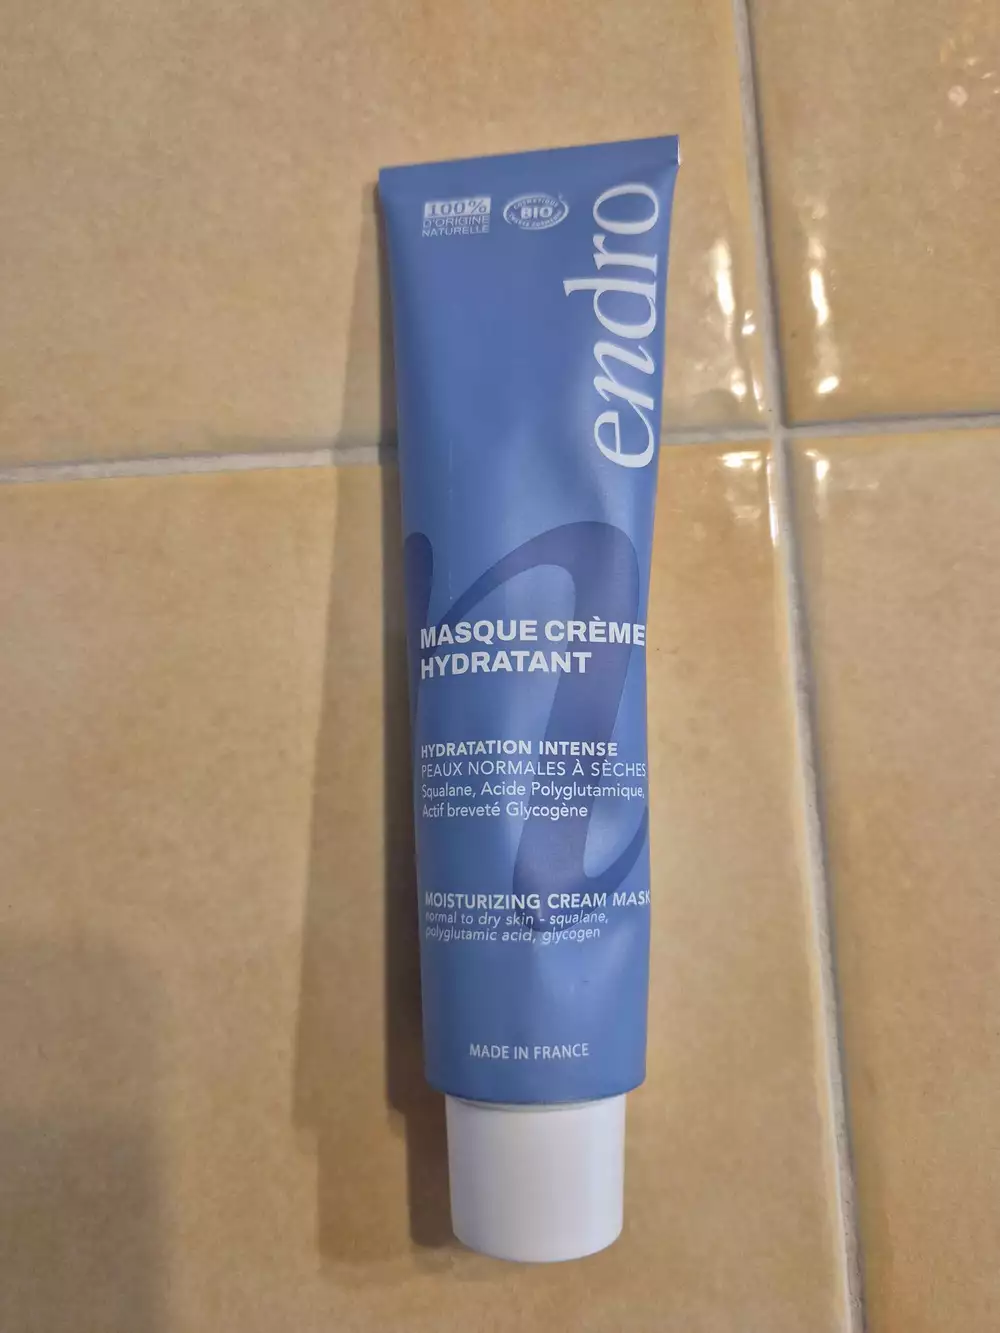 100%
D'ORIGINE
NATURELLE
COSMETIQUE
BIO
endro
MASQUE CRÈME
HYDRATANT
HYDRATATION INTENSE
PEAUX NORMALES À SÈCHES
Squalane, Acide Polyglutamique,
Actif breveté Glycogène
MOISTURIZING CREAM MASK
normal to dry skin - squalane,
polyglutamic acid, glycogen
MADE IN FRANCE